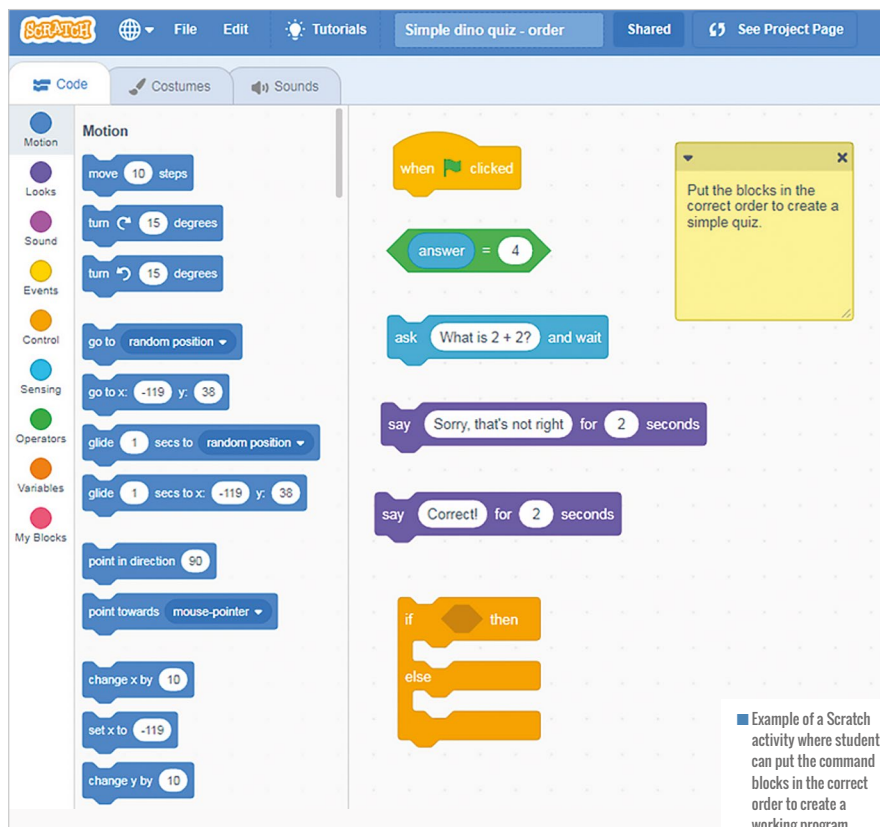 SCRATCH File Edit Tutorials Simple dino quiz - order Shared See Project Page
Code Costumes Sounds
Motion
Looks
Sound
Events
Control
Sensing
Operators
Variables
My Blocks
Motion
move 10 steps
turn 15 degrees
turn 15 degrees
go to random position
go to x: -119 y: 38
glide 1 secs to random position
glide 1 secs to x: -119 y: 38
point in direction 90
point towards mouse-pointer
change x by 10
set x to -119
change y by 10
when clicked
answer = 4
ask What is 2 + 2? and wait
say Sorry, that's not right for 2 seconds
say Correct! for 2 seconds
if then
else
Put the blocks in the
correct order to create a
simple quiz.
Example of a Scratch
activity where student
can put the command
blocks in the correct
order to create a
working program